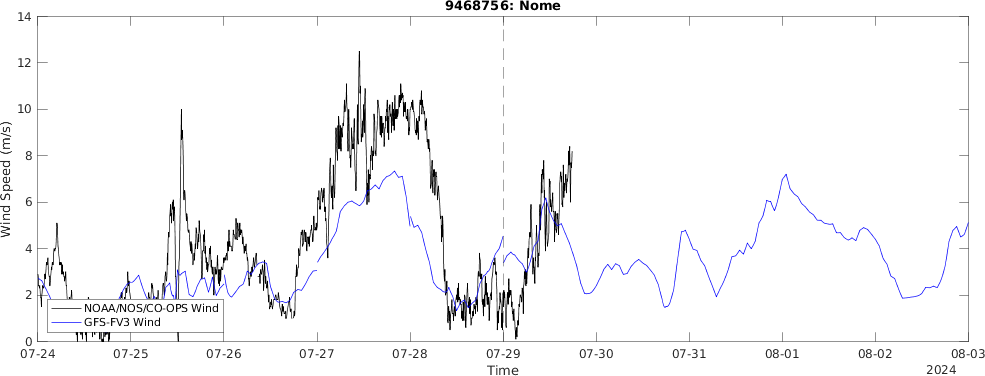 9468756: Nome
14
12
10
8
6
4
2
0
Wind Speed (m/s)
NOAA/NOS/CO-OPS Wind
GFS-FV3 Wind
07-24 07-25 07-26 07-27 07-28 07-29 07-30 07-31 08-01 08-02 08-03
Time
2024